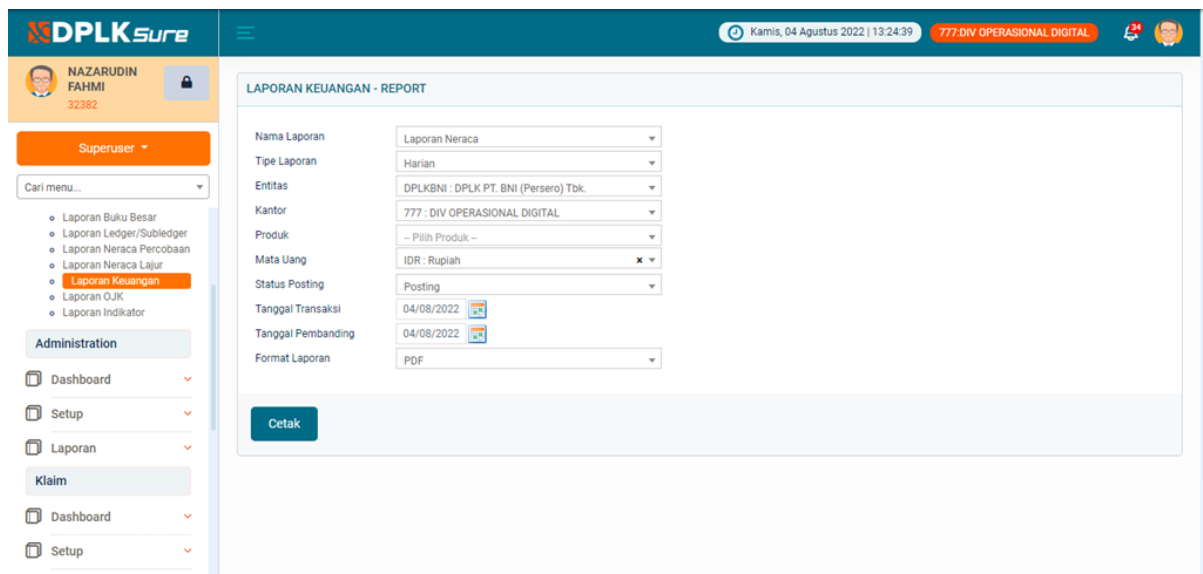 DPLKSure
Kamis, 04 Agustus 2022 | 13:24:39
777:DIV OPERASIONAL DIGITAL
34
NAZARUDIN
FAHMI
32382
Superuser
Cari menu...
Laporan Buku Besar
Laporan Ledger/Subledger
Laporan Neraca Percobaan
Laporan Neraca Lajur
Laporan Keuangan
Laporan OJK
Laporan Indikator
Administration
Dashboard
Setup
Laporan
Klaim
Dashboard
Setup
LAPORAN KEUANGAN - REPORT
Nama Laporan Laporan Neraca
Tipe Laporan Harian
Entitas DPLKBNI : DPLK PT. BNI (Persero) Tbk.
Kantor 777 : DIV OPERASIONAL DIGITAL
Produk -- Pilih Produk --
Mata Uang IDR : Rupiah x
Status Posting Posting
Tanggal Transaksi 04/08/2022
Tanggal Pembanding 04/08/2022
Format Laporan PDF
Cetak